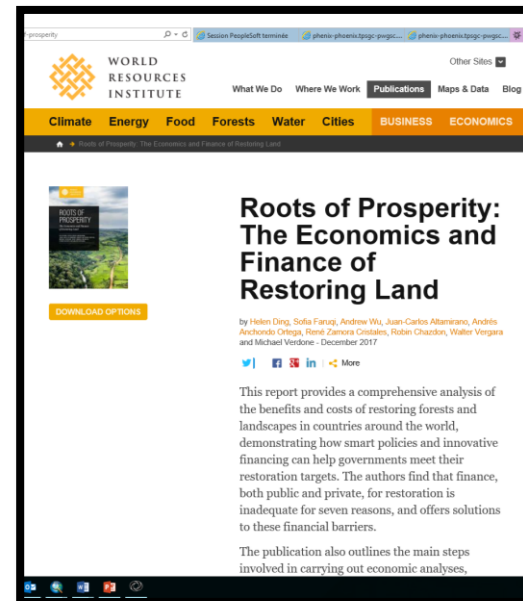 f-prosperity
Session PeopleSoft terminée
phenix-phoenix.tpsgc-pwgsc....
phenix-phoenix.tpsgc-pwgsc...
WORLD
RESOURCES
INSTITUTE
Other Sites
What We Do Where We Work Publications Maps & Data Blog
Climate Energy Food Forests Water Cities BUSINESS ECONOMICS
Roots of Prosperity: The Economics and Finance of Restoring Land
ROOTS OF
PROSPERITY
DOWNLOAD OPTIONS
Roots of Prosperity:
The Economics and
Finance of
Restoring Land
by Helen Ding, Sofia Faruqi, Andrew Wu, Juan-Carlos Altamirano, Andrés
Anchondo Ortega, René Zamora Cristales, Robin Chazdon, Walter Vergara
and Michael Verdone - December 2017
More
This report provides a comprehensive analysis of
the benefits and costs of restoring forests and
landscapes in countries around the world,
demonstrating how smart policies and innovative
financing can help governments meet their
restoration targets. The authors find that finance,
both public and private, for restoration is
inadequate for seven reasons, and offers solutions
to these financial barriers.
The publication also outlines the main steps
involved in carrying out economic analyses,